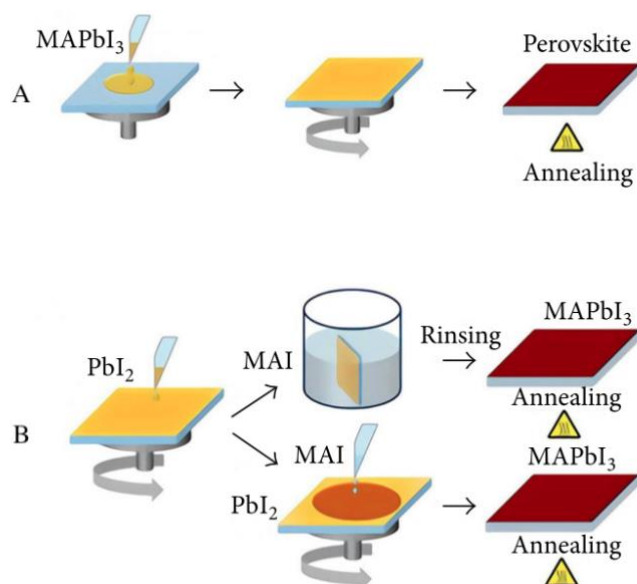 MAPbI₃
Perovskite
A
Annealing
MAPbI₃
Rinsing
MAI
PbI₂
Annealing
B
MAI
MAPbI₃
PbI₂
Annealing